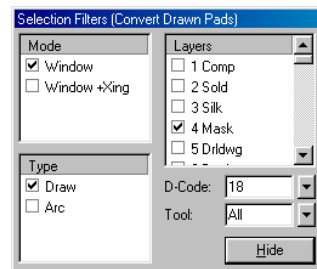 Selection Filters (Convert Drawn Pads)
Mode
Window
Window +Xing
Type
Draw
Arc
Layers
1 Comp
2 Sold
3 Silk
4 Mask
5 Drldwg
D-Code: 18
Tool: All
Hide